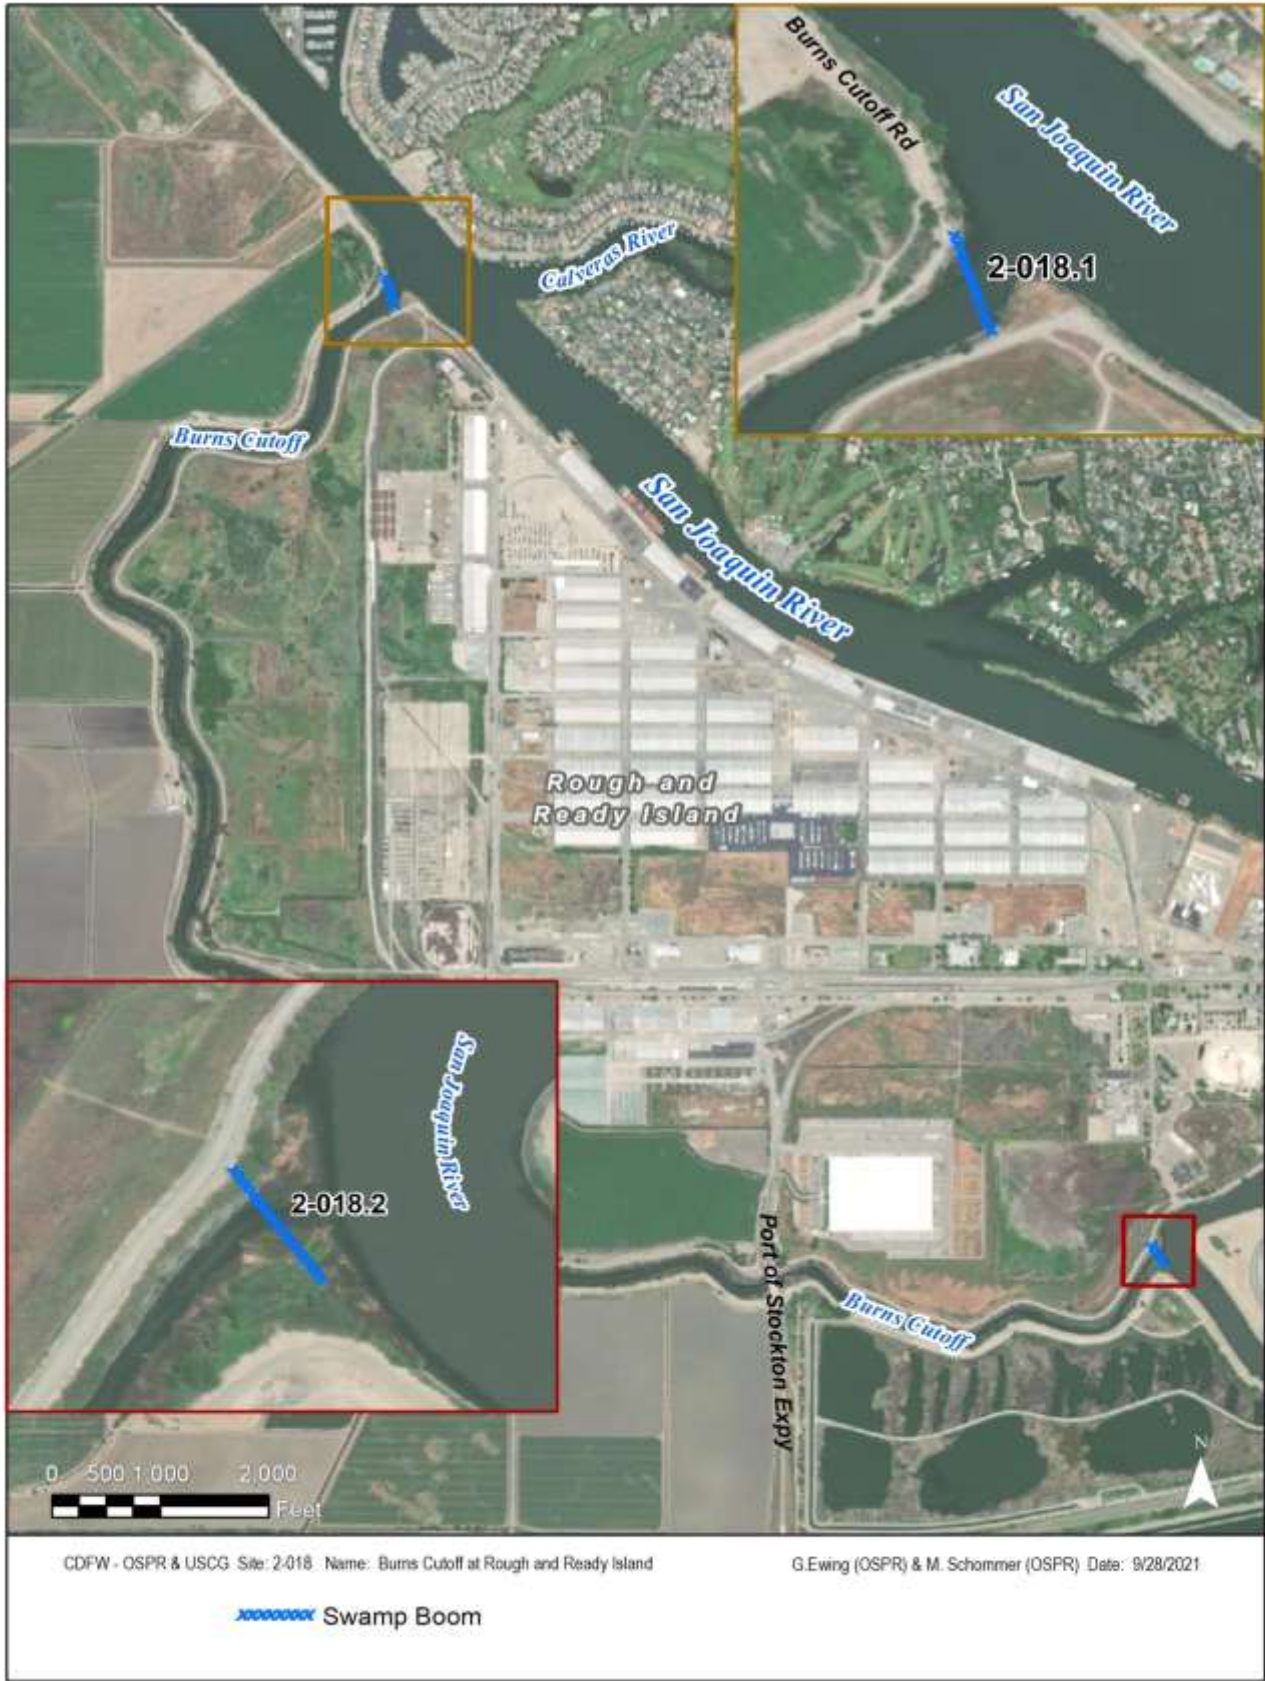 Burns Cutoff Rd
San Joaquin River
2-018.1
Calveras River
Burns Cutoff
San Joaquin River
Rough and
Ready Island
San Joaquin River
2-018.2
Port of Stockton Expy
Burns Cutoff
N
0 500 1,000 2,000
Feet
CDFW - OSPR & USCG Site: 2-018 Name: Burns Cutoff at Rough and Ready Island
G.Ewing (OSPR) & M. Schommer (OSPR) Date: 9/28/2021
Swamp Boom